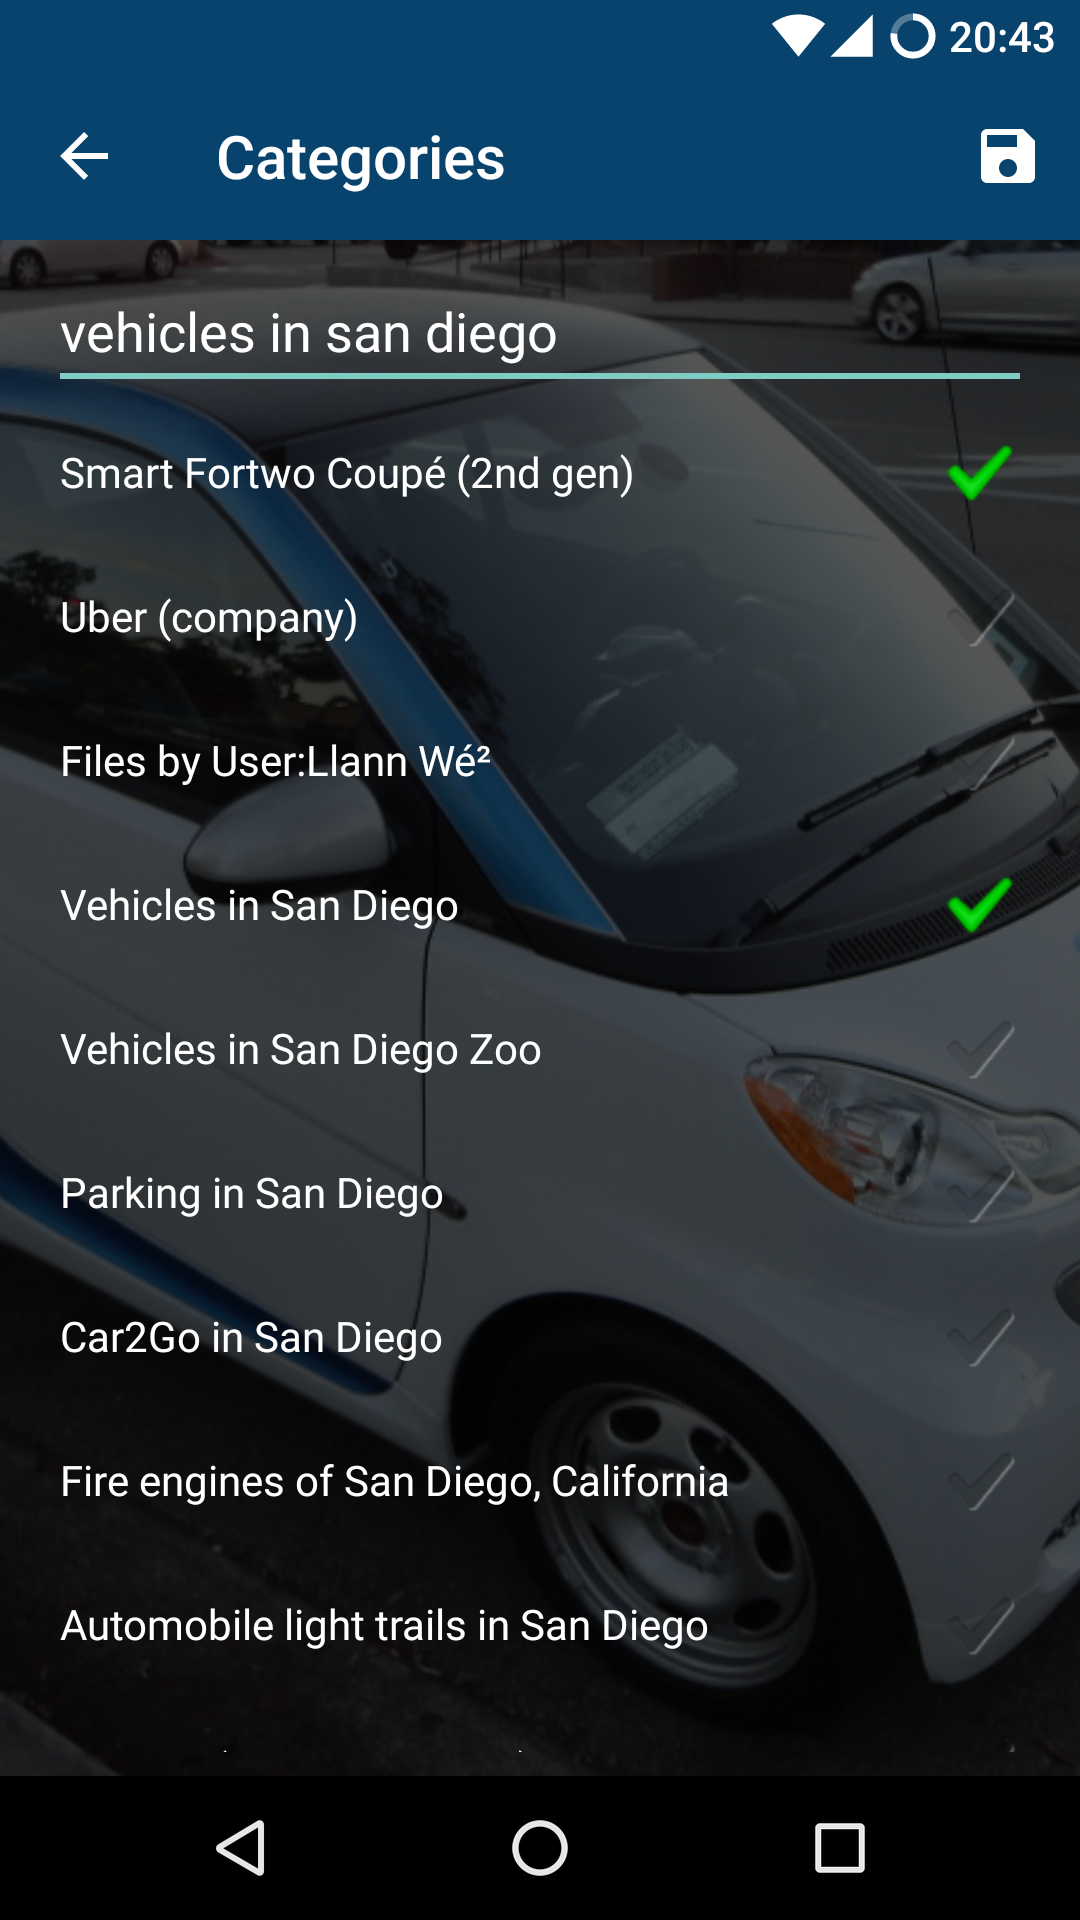 20:43
Categories
vehicles in san diego
Smart Fortwo Coupé (2nd gen)
Uber (company)
Files by User:Llann Wé²
Vehicles in San Diego
Vehicles in San Diego Zoo
Parking in San Diego
Car2Go in San Diego
Fire engines of San Diego, California
Automobile light trails in San Diego